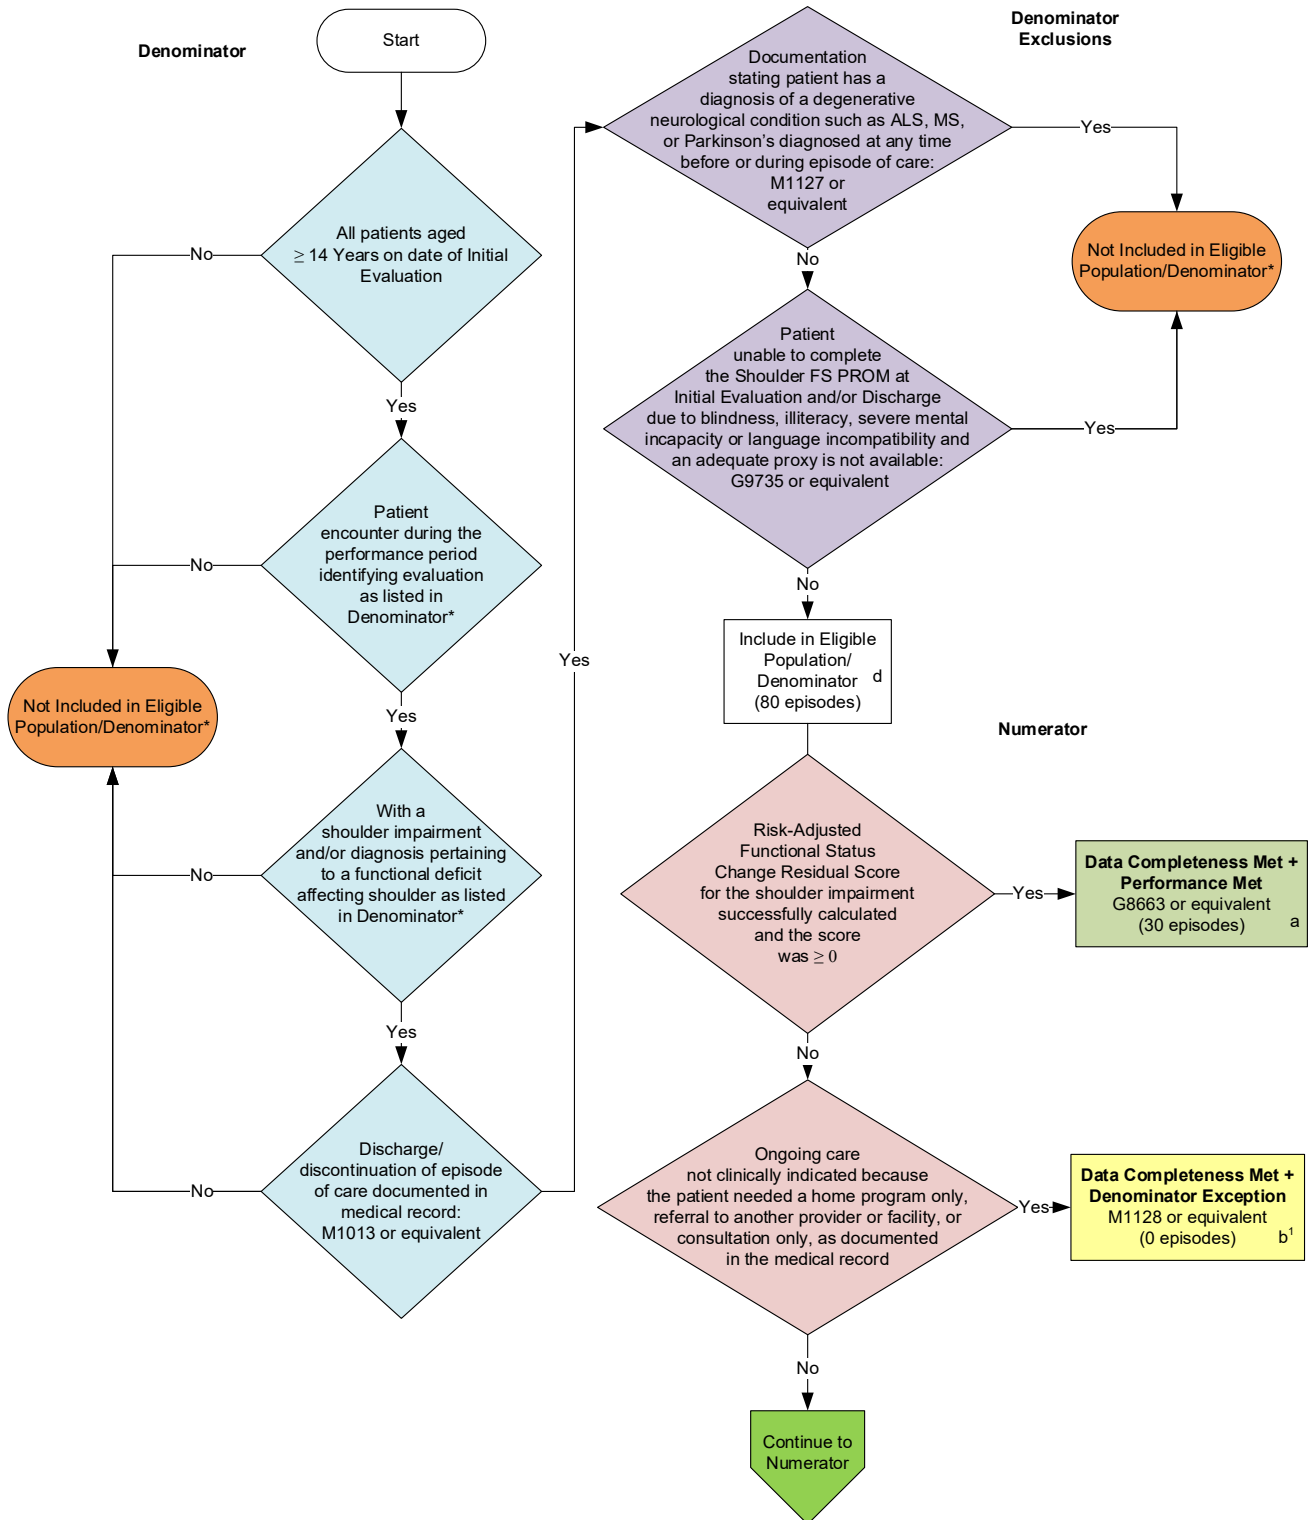 Denominator
Start
All patients aged
≥ 14 Years on date of Initial
Evaluation
No
Yes
Patient
encounter during the
performance period
identifying evaluation
as listed in
Denominator*
No
Yes
Not Included in Eligible
Population/Denominator*
With a
shoulder impairment
and/or diagnosis pertaining
to a functional deficit
affecting shoulder as listed
in Denominator*
No
Yes
Discharge/
discontinuation of episode
of care documented in
medical record:
M1013 or equivalent
No
Yes
Denominator
Exclusions
Documentation
stating patient has a
diagnosis of a degenerative
neurological condition such as ALS, MS,
or Parkinson's diagnosed at any time
before or during episode of care:
M1127 or
equivalent
Yes
No
Not Included in Eligible
Population/Denominator*
Patient
unable to complete
the Shoulder FS PROM at
Initial Evaluation and/or Discharge
due to blindness, illiteracy, severe mental
incapacity or language incompatibility and
an adequate proxy is not available:
G9735 or equivalent
Yes
No
Include in Eligible
Population/
Denominator d
(80 episodes)
Numerator
Risk-Adjusted
Functional Status
Change Residual Score
for the shoulder impairment
successfully calculated
and the score
was ≥ 0
Yes
Data Completeness Met +
Performance Met
G8663 or equivalent
(30 episodes) a
No
Ongoing care
not clinically indicated because
the patient needed a home program only,
referral to another provider or facility, or
consultation only, as documented
in the medical record
Yes
Data Completeness Met +
Denominator Exception
M1128 or equivalent
(0 episodes) b¹
No
Continue to
Numerator